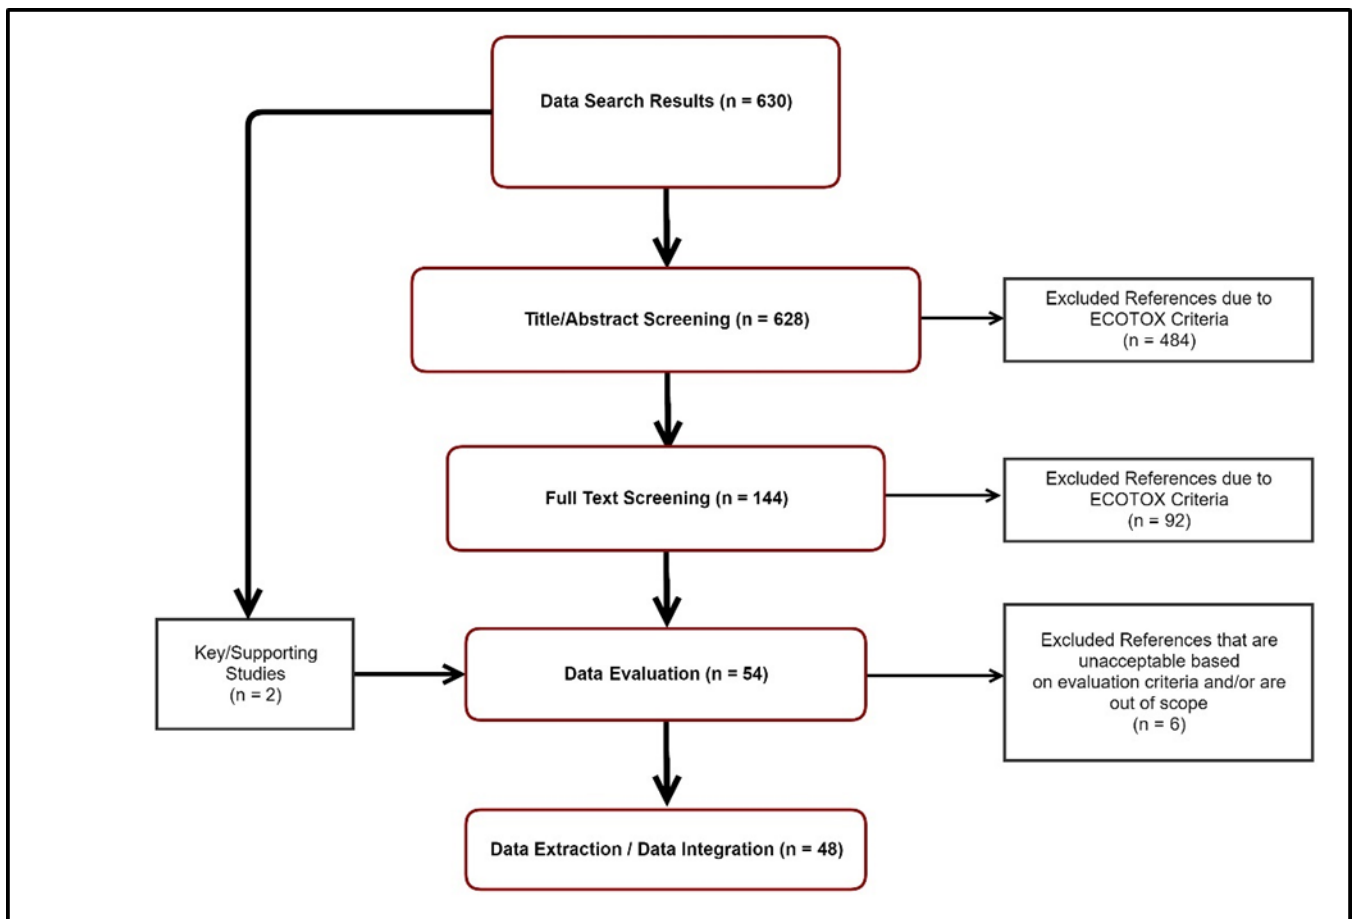 Data Search Results (n = 630)
Title/Abstract Screening (n = 628)
Excluded References due to
ECOTOX Criteria
(n = 484)
Full Text Screening (n = 144)
Excluded References due to
ECOTOX Criteria
(n = 92)
Key/Supporting
Studies
(n = 2)
Data Evaluation (n = 54)
Excluded References that are
unacceptable based
on evaluation criteria and/or are
out of scope
(n = 6)
Data Extraction / Data Integration (n = 48)